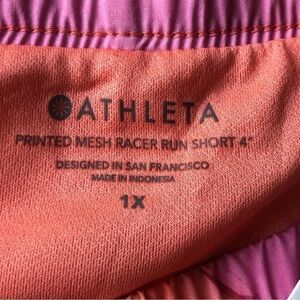 ATHLETA
PRINTED MESH RACER RUN SHORT 4"
DESIGNED IN SAN FRANCISCO
MADE IN INDONESIA
1X